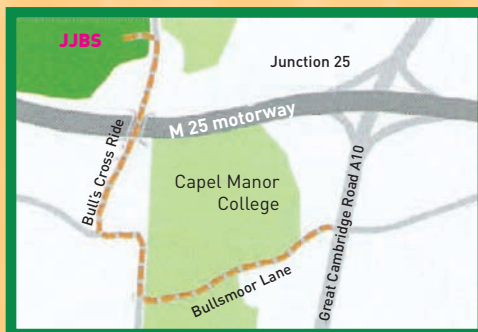 JJBS
Junction 25
M 25 motorway
Bull's Cross Ride
Capel Manor
College
Great Cambridge Road A10
Bullsmoor Lane